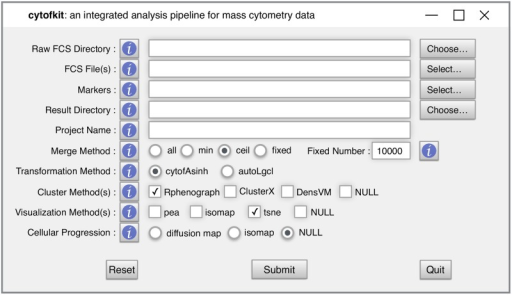 cytofkit: an integrated analysis pipeline for mass cytometry data
Raw FCS Directory : i Choose...
FCS File(s) : i Select...
Markers : i Select...
Result Directory : i Choose...
Project Name : i
Merge Method : i all min ceil fixed Fixed Number : 10000 i
Transformation Method : i cytofAsinh autoLgcl
Cluster Method(s) : i Rphenograph ClusterX DensVM NULL
Visualization Method(s) : i pea isomap tsne NULL
Cellular Progression : i diffusion map isomap NULL
Reset Submit Quit